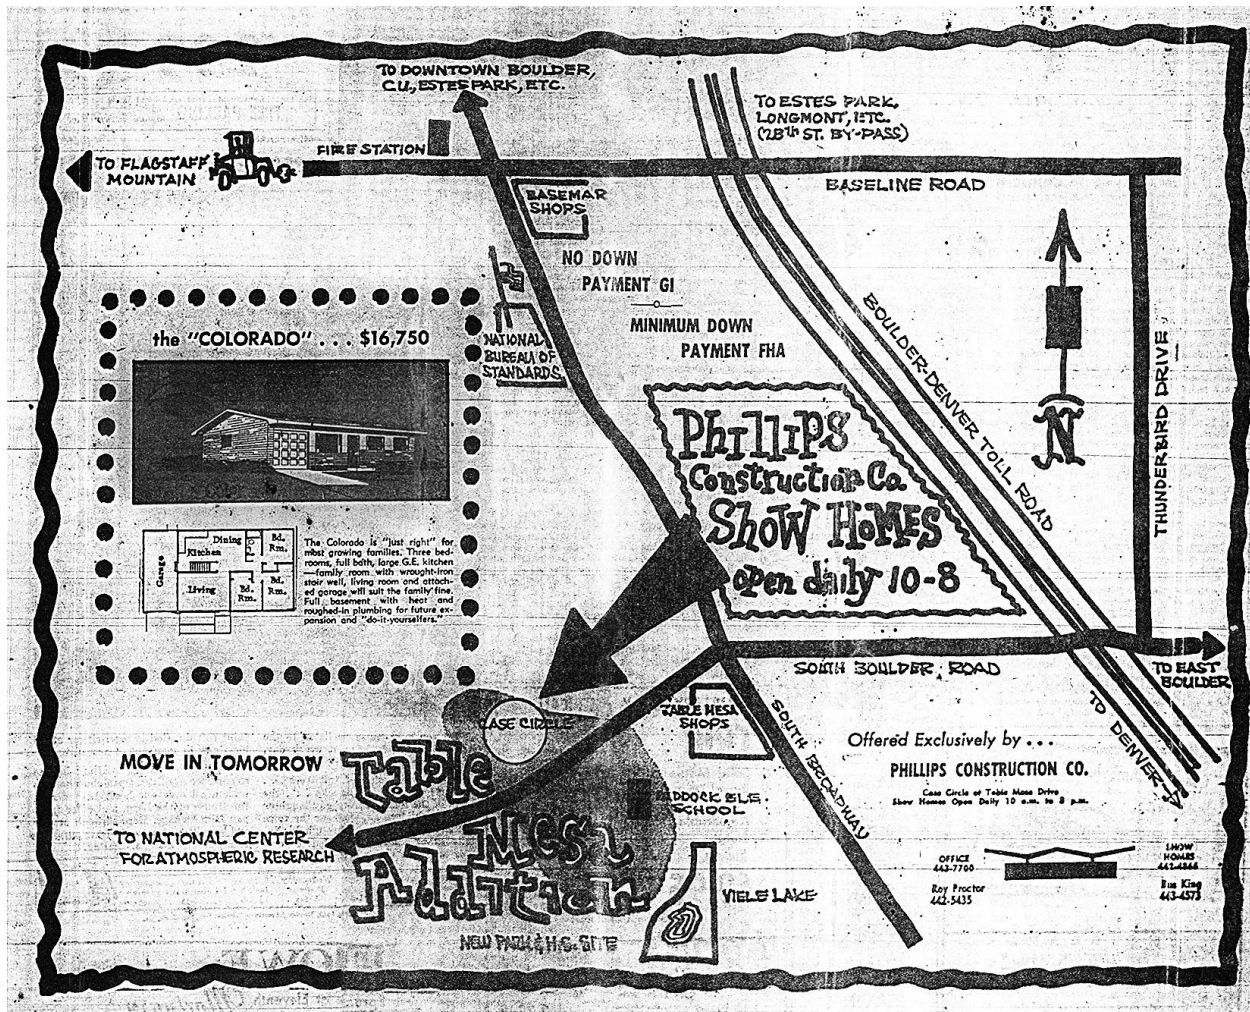 TO DOWNTOWN BOULDER,
C.U., ESTES PARK, ETC.
TO ESTES PARK,
LONGMONT, ETC.
(28th ST. BY-PASS)
FIRE STATION
TO FLAGSTAFF
MOUNTAIN
BASELINE ROAD
BASEMAR
SHOPS
NO DOWN
PAYMENT GI
MINIMUM DOWN
PAYMENT FHA
NATIONAL
BUREAU OF
STANDARDS
BOULDER-DENVER TOLL ROAD
THUNDERBIRD DRIVE
N
the "COLORADO" . . . $16,750
Garage
Dining
Kitchen
Living
Bd.
Rm.
Bd.
Rm.
Bd.
Rm.
The Colorado is "just right" for
most growing families. Three bed-
rooms, full bath, large G.E. kitchen
—family room with wrought-iron
stair well, living room and attach-
ed garage will suit the family fine.
Full basement with heat and
roughed-in plumbing for future ex-
pansion and "do-it-yourselfers."
Phillips
Construction Co.
Show Homes
open daily 10-8
SOUTH BOULDER ROAD
TO EAST
BOULDER
TO DENVER
CASE CIRCLE
TABLE MESA
SHOPS
SOUTH BROADWAY
Offered Exclusively by . . .
PHILLIPS CONSTRUCTION CO.
Case Circle at Table Mesa Drive
Show Homes Open Daily 10 a.m. to 8 p.m.
MOVE IN TOMORROW
Table
Mesa
Addition
PADDOCK ELE.
SCHOOL
TO NATIONAL CENTER
FOR ATMOSPHERIC RESEARCH
VIELE LAKE
NEW PARK & H.S. SITE
OFFICE
443-7700
Roy Proctor
442-5435
SHOW
HOMES
Bus King
443-4573